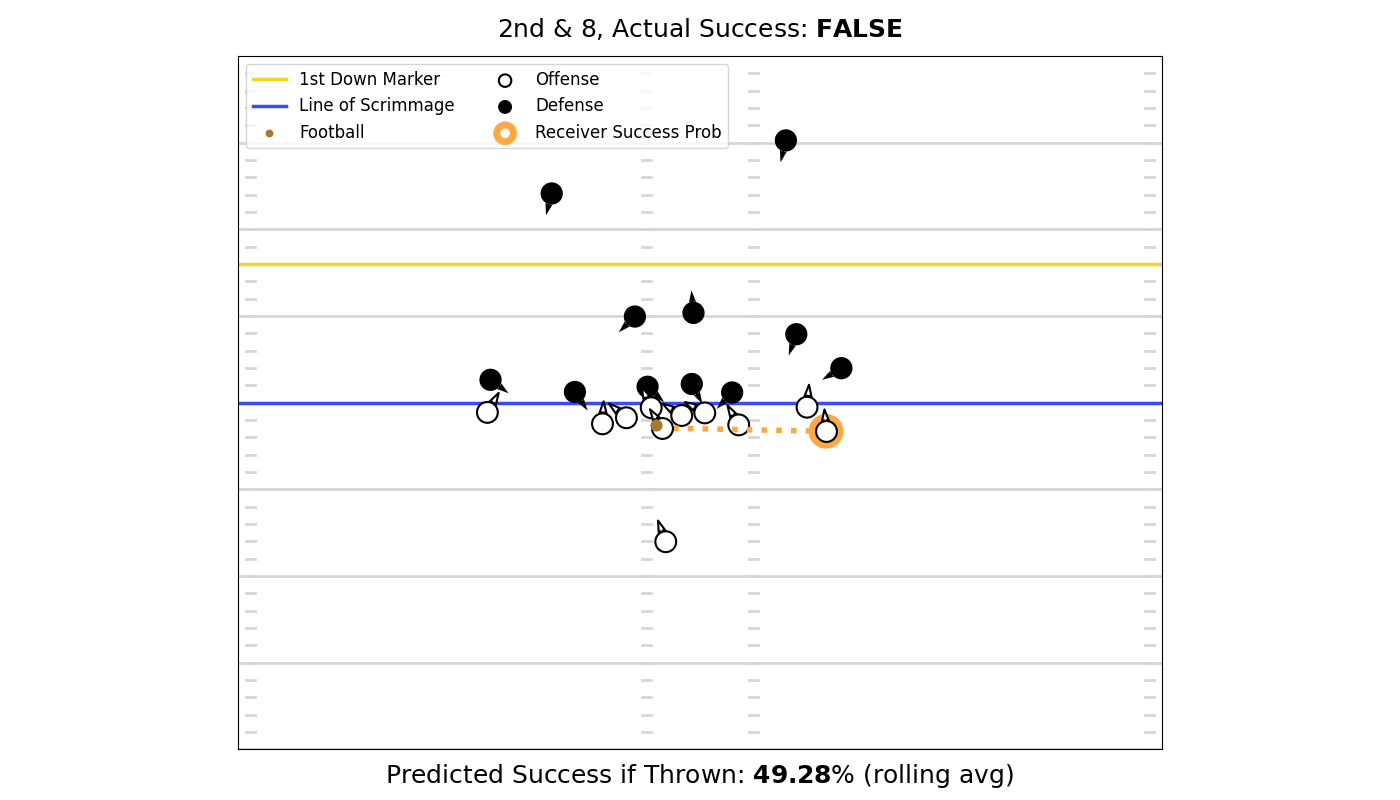 2nd & 8, Actual Success: FALSE
1st Down Marker
Line of Scrimmage
Football
Offense
Defense
Receiver Success Prob
Predicted Success if Thrown: 49.28% (rolling avg)